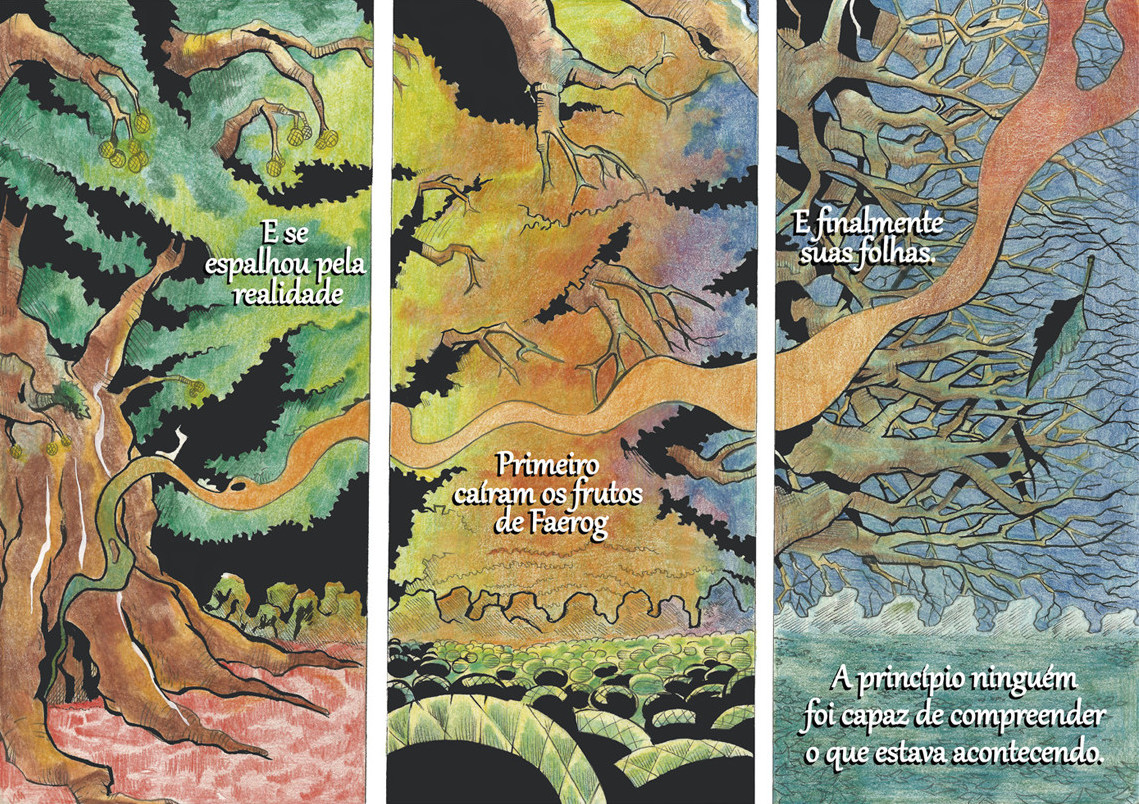 E se
espalhou pela
realidade
Primeiro
caíram os frutos
de Faerog
E finalmente
suas folhas.
A princípio ninguém
foi capaz de compreender
o que estava acontecendo.